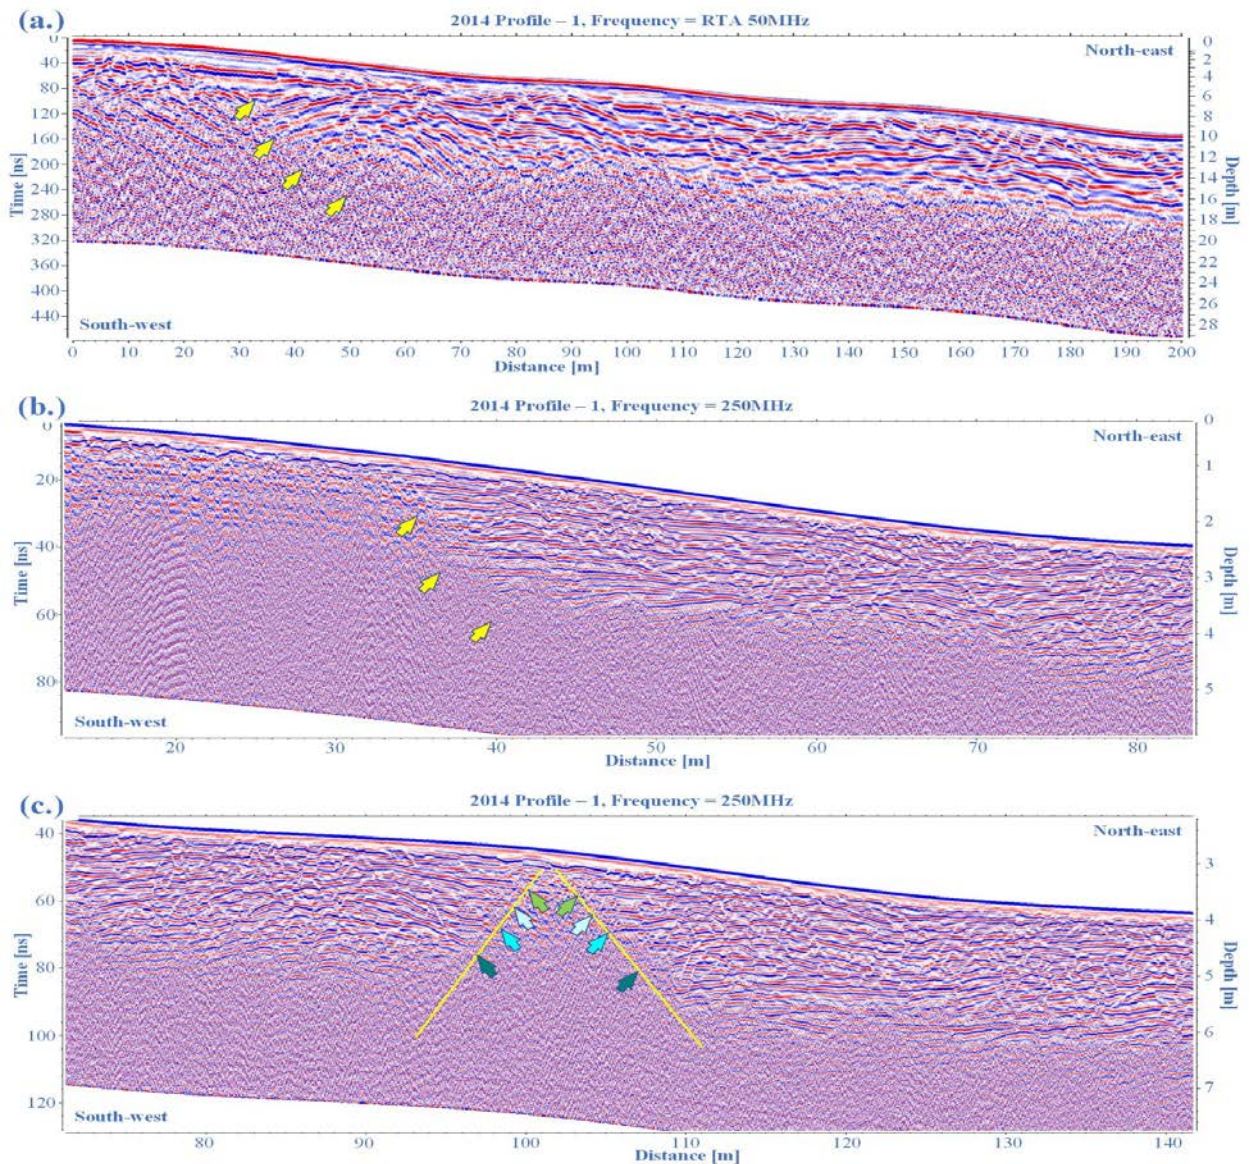 (a.)
2014 Profile – 1, Frequency = RTA 50MHz
North-east
0
40
80
120
160
200
240
280
320
360
400
440
Time [ns]
0
2
4
6
8
10
12
14
16
18
20
22
24
26
28
Depth [m]
South-west
0 10 20 30 40 50 60 70 80 90 100 110 120 130 140 150 160 170 180 190 200
Distance [m]
(b.)
2014 Profile – 1, Frequency = 250MHz
North-east
0
20
40
60
80
Time [ns]
0
1
2
3
4
5
Depth [m]
South-west
20 30 40 50 60 70 80
Distance [m]
(c.)
2014 Profile – 1, Frequency = 250MHz
North-east
40
60
80
100
120
Time [ns]
3
4
5
6
7
Depth [m]
South-west
80 90 100 110 120 130 140
Distance [m]